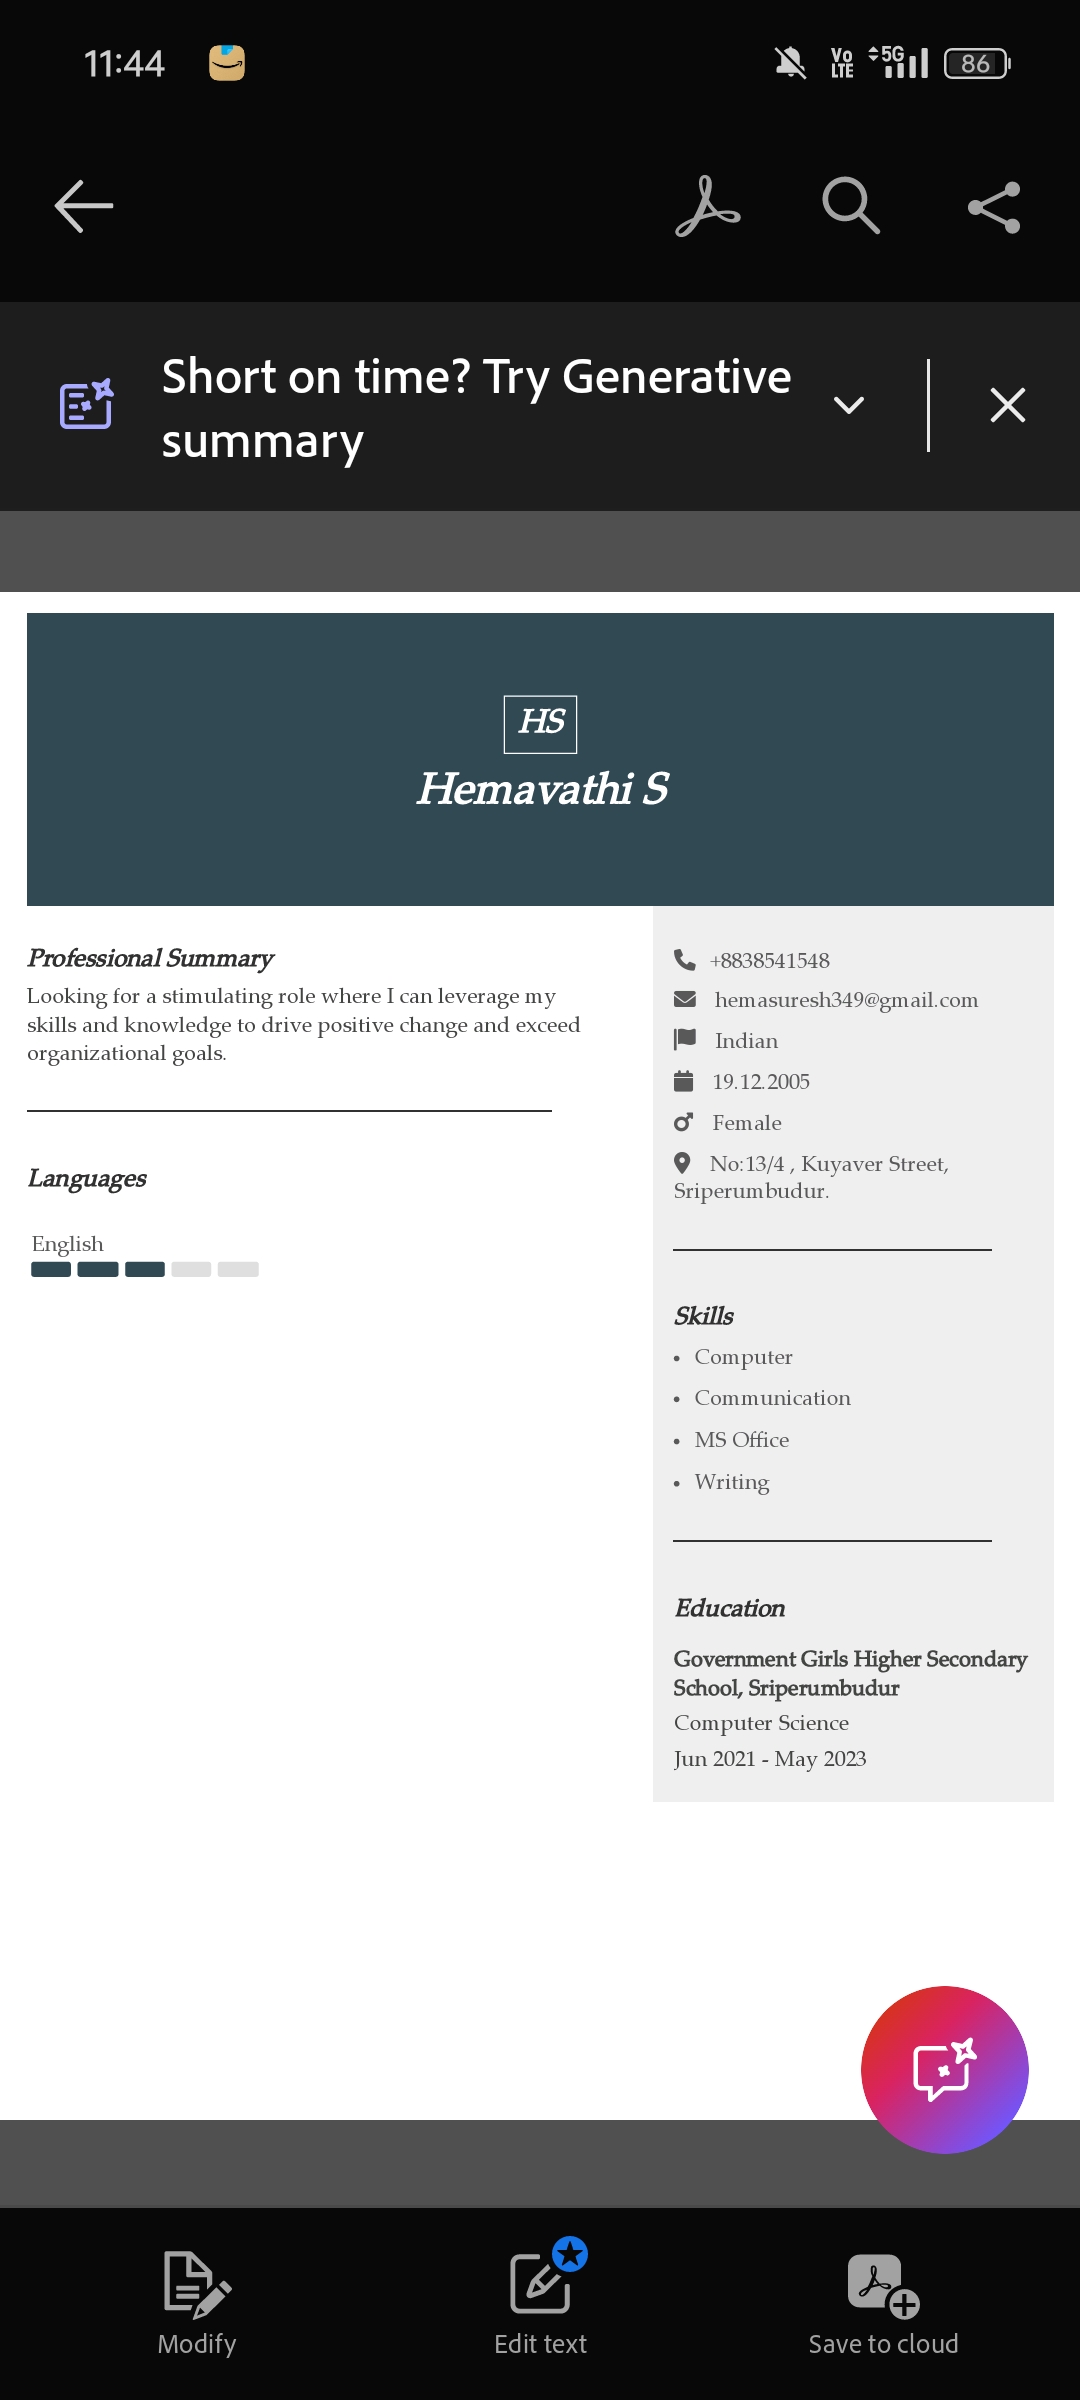 11:44
Vo
LTE
5G
86
Short on time? Try Generative
summary
HS
Hemavathi S
Professional Summary
Looking for a stimulating role where I can leverage my
skills and knowledge to drive positive change and exceed
organizational goals.
Languages
English
+8838541548
hemasuresh349@gmail.com
Indian
19.12.2005
Female
No:13/4 , Kuyaver Street,
Sriperumbudur.
Skills
• Computer
• Communication
• MS Office
• Writing
Education
Government Girls Higher Secondary
School, Sriperumbudur
Computer Science
Jun 2021 - May 2023
Modify
Edit text
Save to cloud